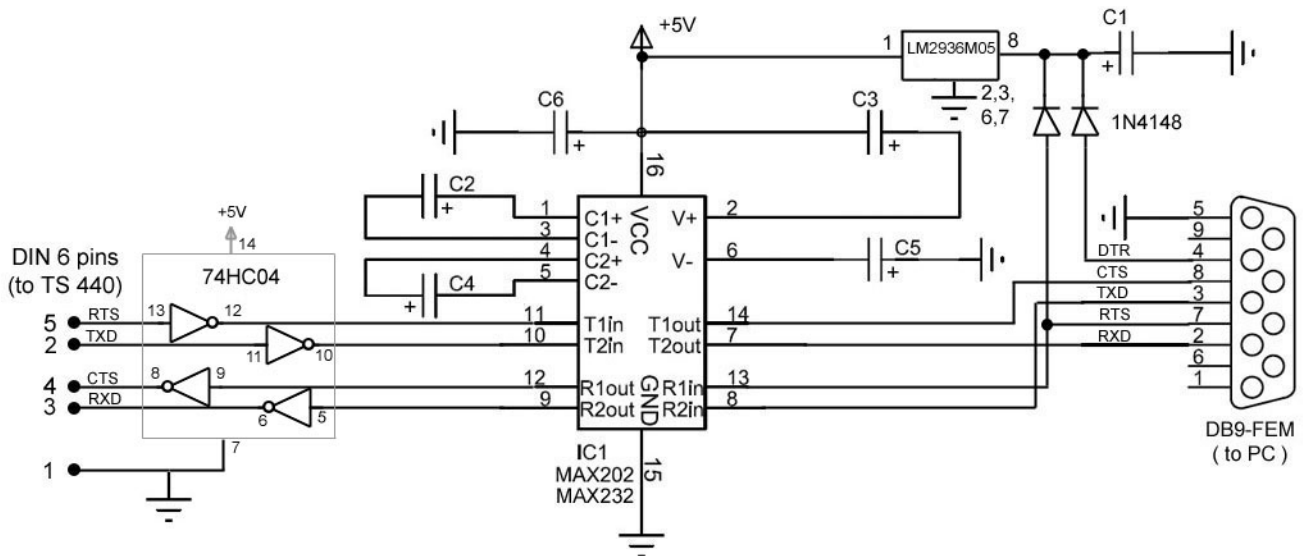 +5V
1
LM2936M05
8
C1
+
2,3,
6,7
1N4148
C6
+
C3
+
16
C2
+
1
3
4
5
C1+
C1-
C2+
C2-
VCC
V+
V-
2
6
C5
+
C4
+
+5V
14
DIN 6 pins
(to TS 440)
74HC04
5
RTS
13
12
2
TXD
11
10
4
CTS
8
9
3
RXD
6
5
7
1
11
10
12
9
T1in
T2in
R1out
R2out
GND
T1out
T2out
R1in
R2in
14
7
13
8
15
IC1
MAX202
MAX232
DTR
CTS
TXD
RTS
RXD
5
9
4
8
3
7
2
6
1
DB9-FEM
( to PC )